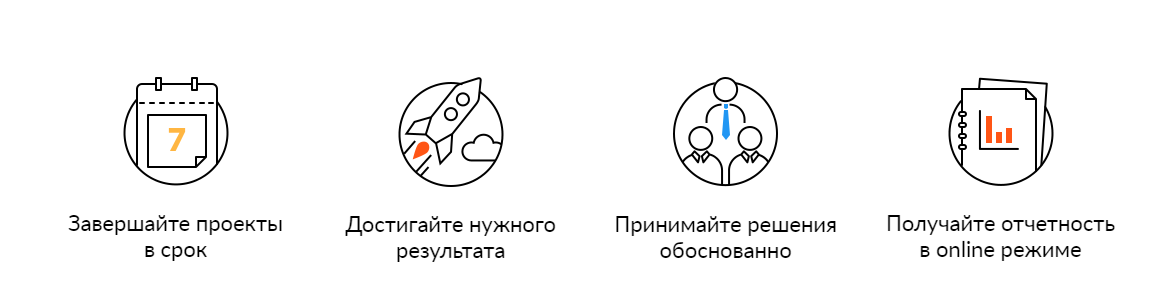 7
Завершайте проекты
в срок
Достигайте нужного
результата
Принимайте решения
обоснованно
Получайте отчетность
в online режиме